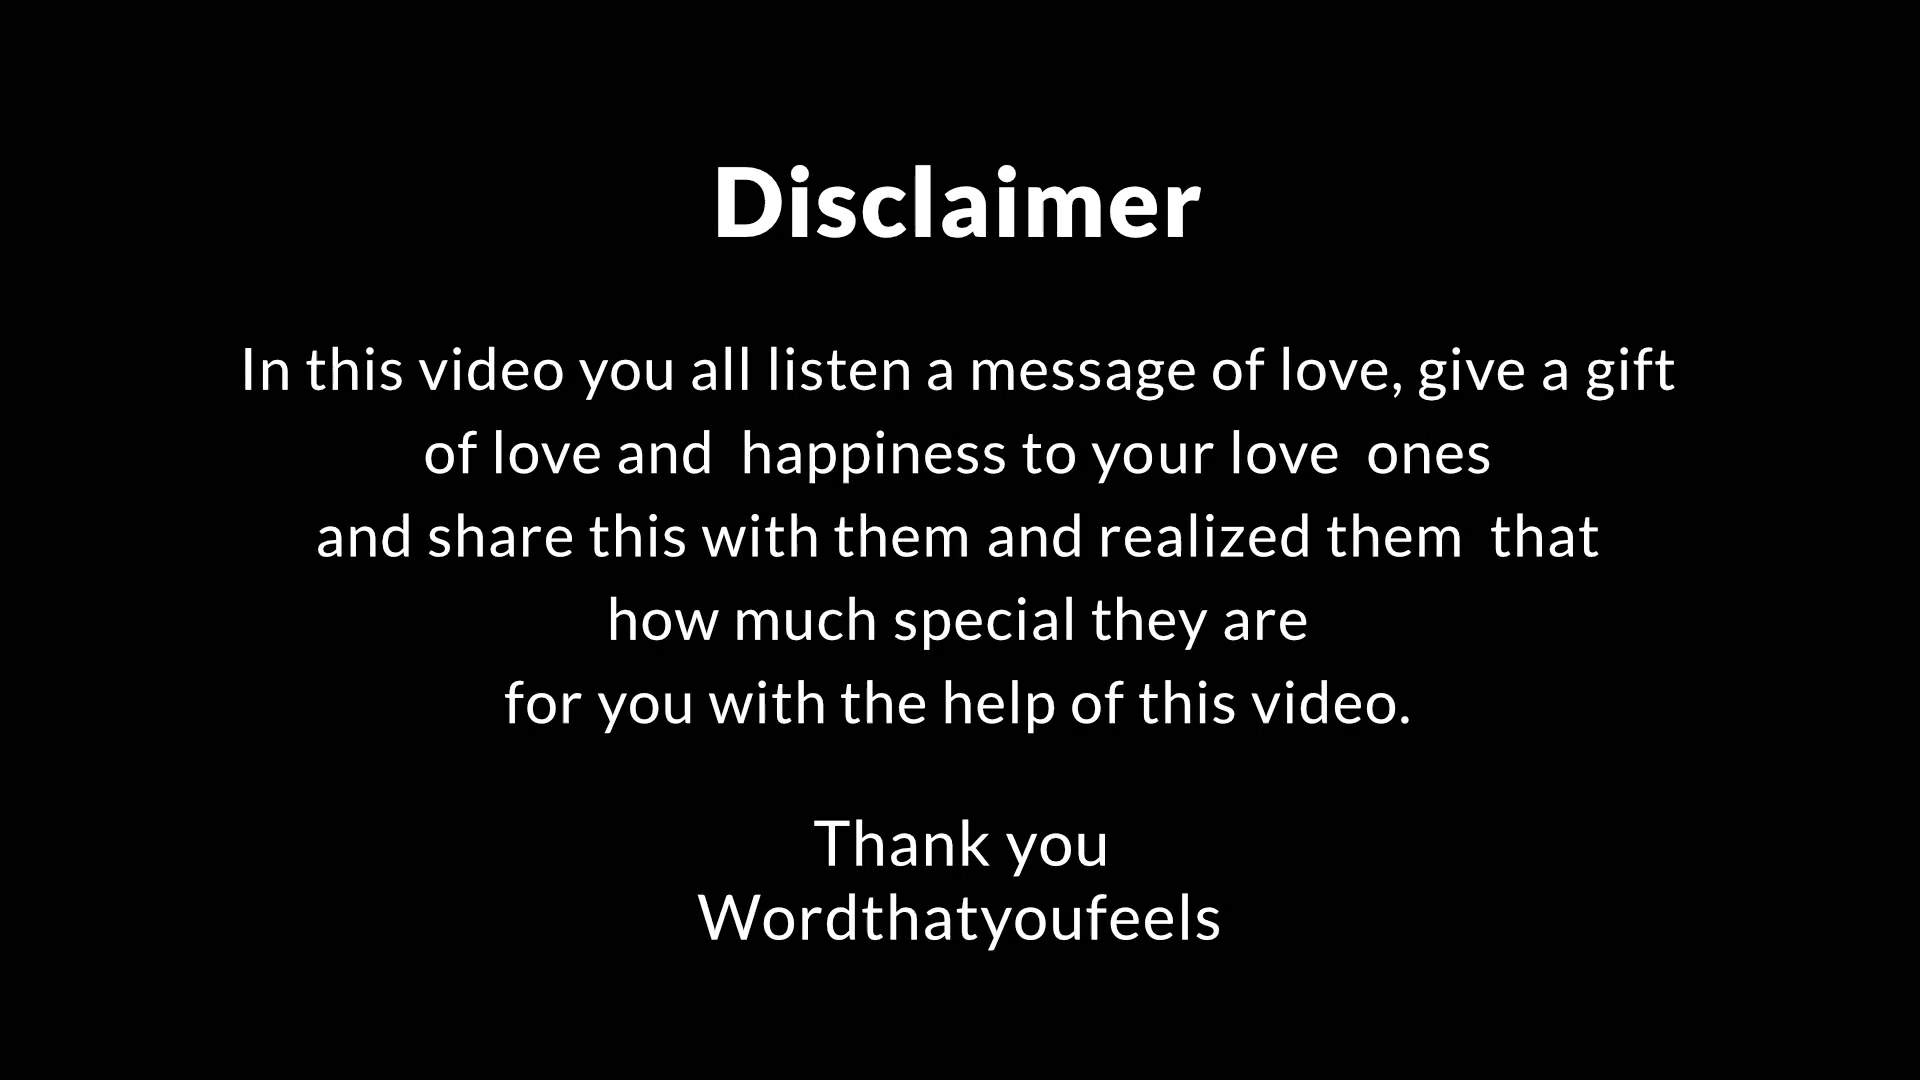 Disclaimer
In this video you all listen a message of love, give a gift
of love and  happiness to your love  ones
and share this with them and realized them  that
how much special they are
for you with the help of this video.
Thank you
Wordthatyoufeels